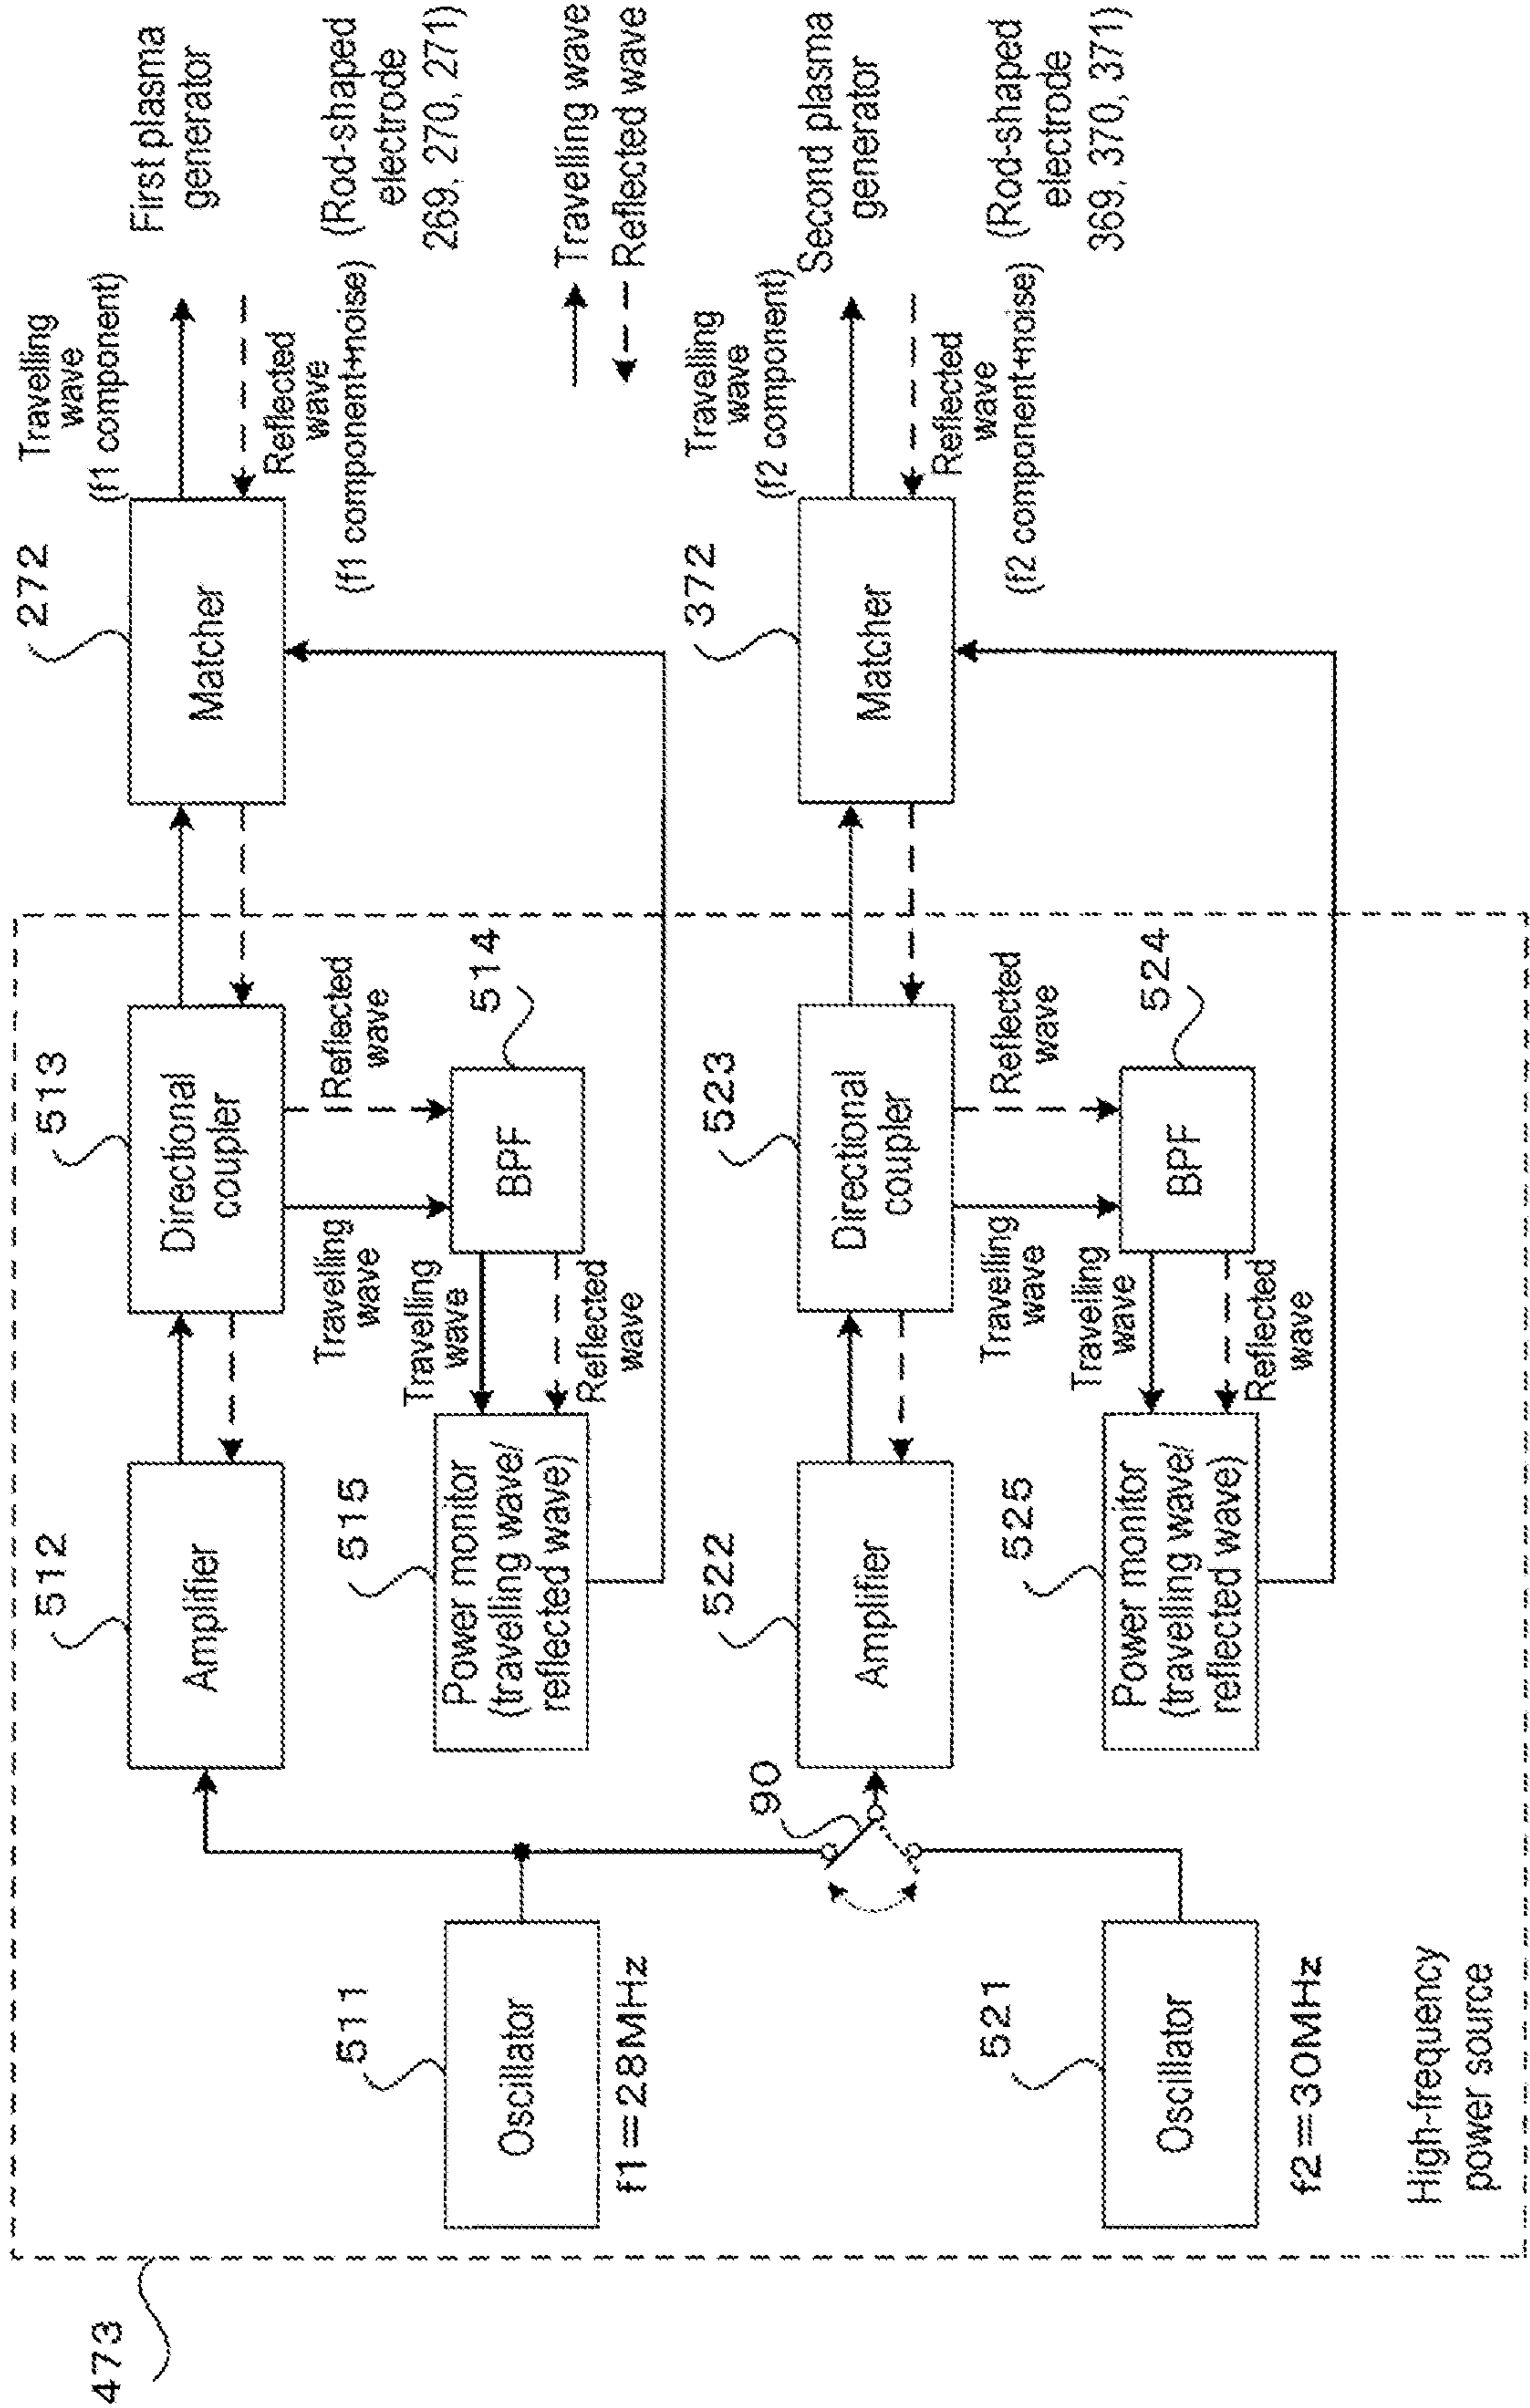 473
511
Oscillator
f1=28MHz
512
Amplifier
513
Directional
coupler
Reflected
wave
Travelling
wave
514
BPF
Travelling
wave
Reflected
wave
515
Power monitor
(travelling wave/
reflected wave)
272
Matcher
Travelling
wave
(f1 component)
Reflected
wave
(f1 component+noise)
First plasma
generator
(Rod-shaped
electrode
269, 270, 271)
Travelling wave
Reflected wave
521
Oscillator
f2=30MHz
High-frequency
power source
90
522
Amplifier
523
Directional
coupler
Reflected
wave
Travelling
wave
524
BPF
Travelling
wave
Reflected
wave
525
Power monitor
(travelling wave/
reflected wave)
372
Matcher
Travelling
wave
(f2 component)
Reflected
wave
(f2 component+noise)
Second plasma
generator
(Rod-shaped
electrode
369, 370, 371)